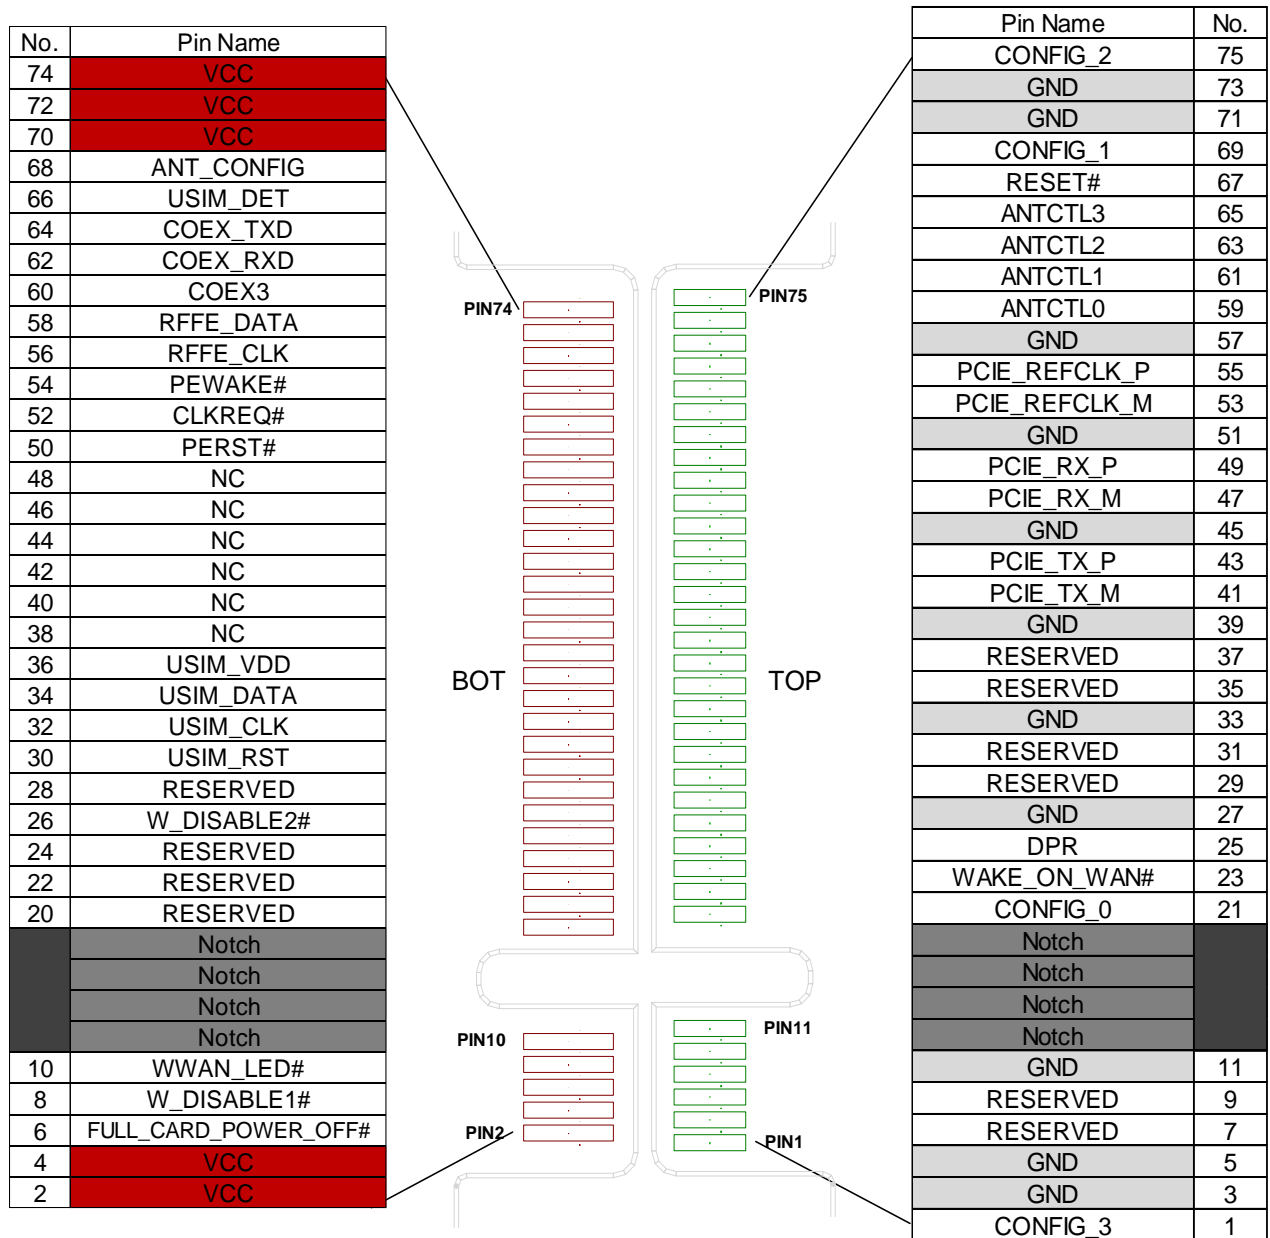 No. Pin Name
74 VCC
72 VCC
70 VCC
68 ANT_CONFIG
66 USIM_DET
64 COEX_TXD
62 COEX_RXD
60 COEX3
58 RFFE_DATA
56 RFFE_CLK
54 PEWAKE#
52 CLKREQ#
50 PERST#
48 NC
46 NC
44 NC
42 NC
40 NC
38 NC
36 USIM_VDD
34 USIM_DATA
32 USIM_CLK
30 USIM_RST
28 RESERVED
26 W_DISABLE2#
24 RESERVED
22 RESERVED
20 RESERVED
Notch
Notch
Notch
Notch
10 WWAN_LED#
8 W_DISABLE1#
6 FULL_CARD_POWER_OFF#
4 VCC
2 VCC
PIN74
PIN75
BOT
TOP
PIN10
PIN11
PIN2
PIN1
Pin Name No.
CONFIG_2 75
GND 73
GND 71
CONFIG_1 69
RESET# 67
ANTCTL3 65
ANTCTL2 63
ANTCTL1 61
ANTCTL0 59
GND 57
PCIE_REFCLK_P 55
PCIE_REFCLK_M 53
GND 51
PCIE_RX_P 49
PCIE_RX_M 47
GND 45
PCIE_TX_P 43
PCIE_TX_M 41
GND 39
RESERVED 37
RESERVED 35
GND 33
RESERVED 31
RESERVED 29
GND 27
DPR 25
WAKE_ON_WAN# 23
CONFIG_0 21
Notch
Notch
Notch
Notch
GND 11
RESERVED 9
RESERVED 7
GND 5
GND 3
CONFIG_3 1